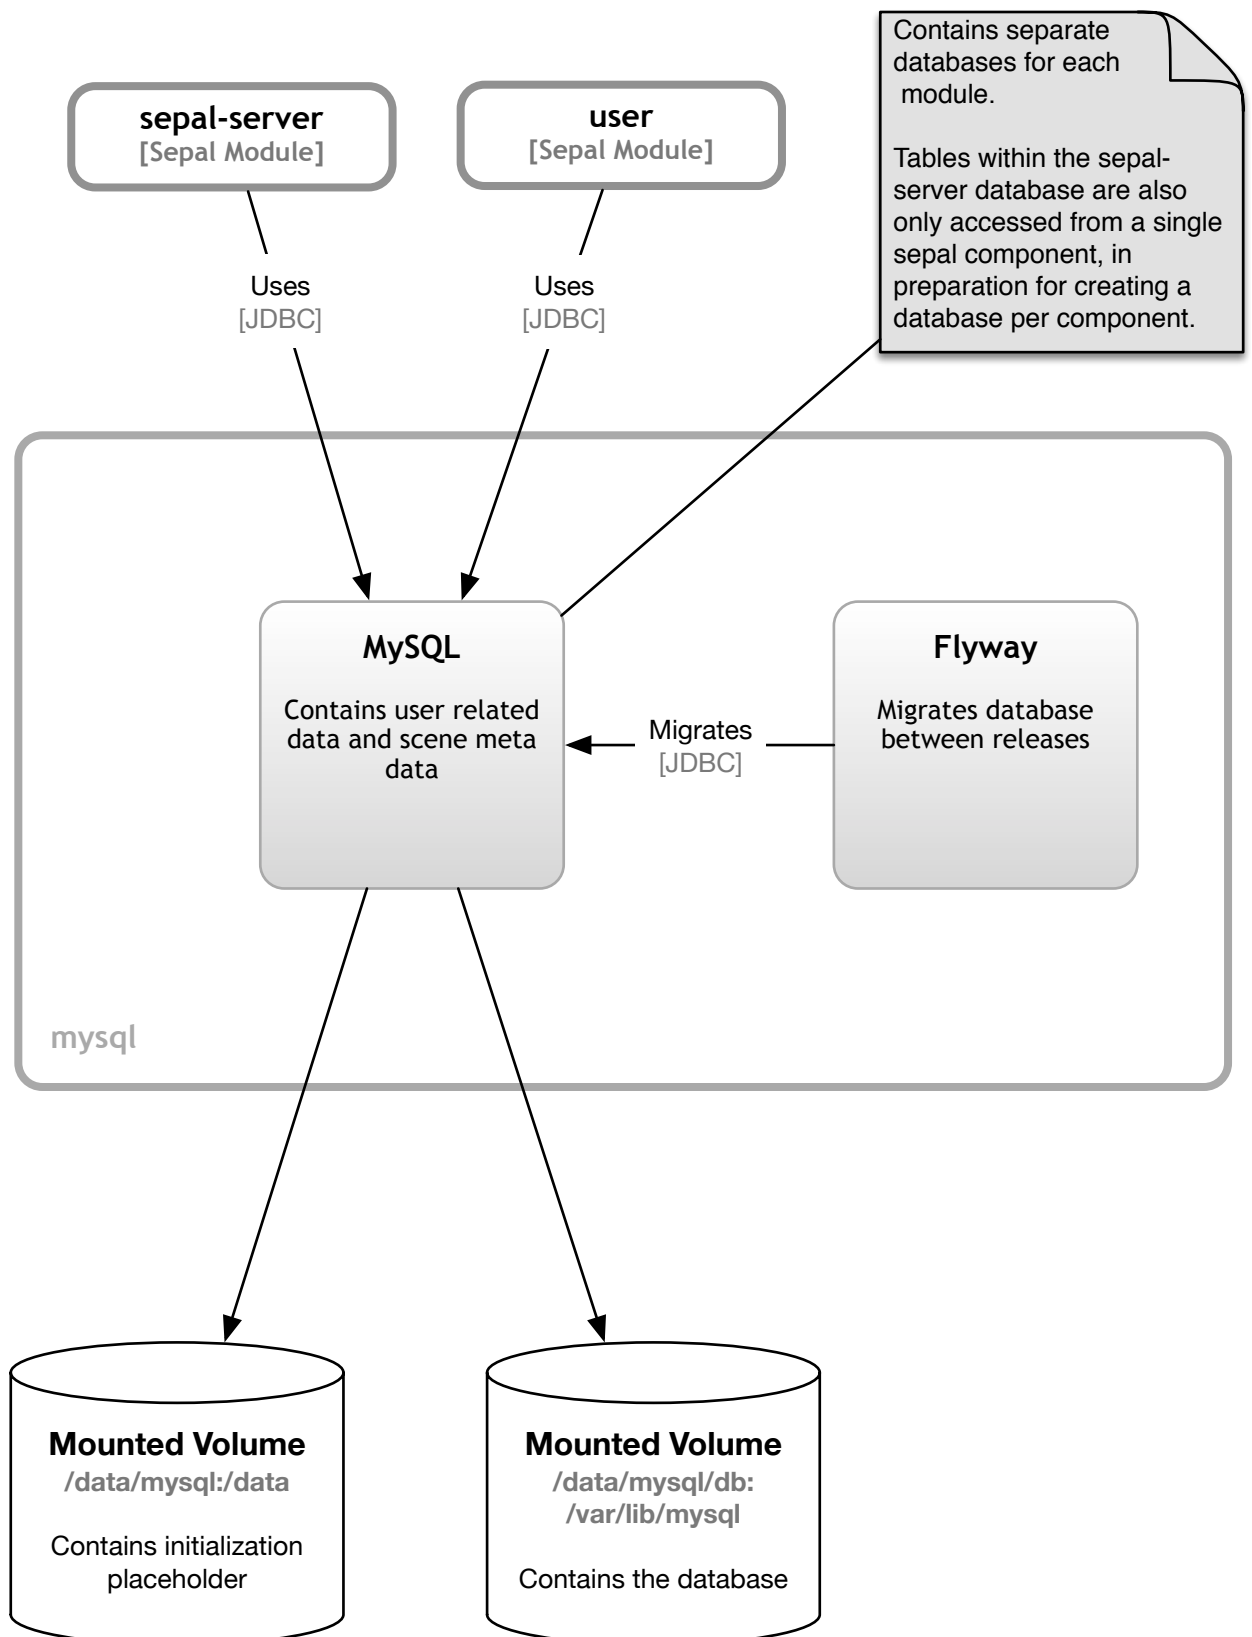 Contains separate
databases for each
module.
Tables within the sepal-
server database are also
only accessed from a single
sepal component, in
preparation for creating a
database per component.
sepal-server
[Sepal Module]
user
[Sepal Module]
Uses
[JDBC]
Uses
[JDBC]
MySQL
Contains user related
data and scene meta
data
Migrates
[JDBC]
Flyway
Migrates database
between releases
mysql
Mounted Volume
/data/mysql:/data
Contains initialization
placeholder
Mounted Volume
/data/mysql/db:
/var/lib/mysql
Contains the database